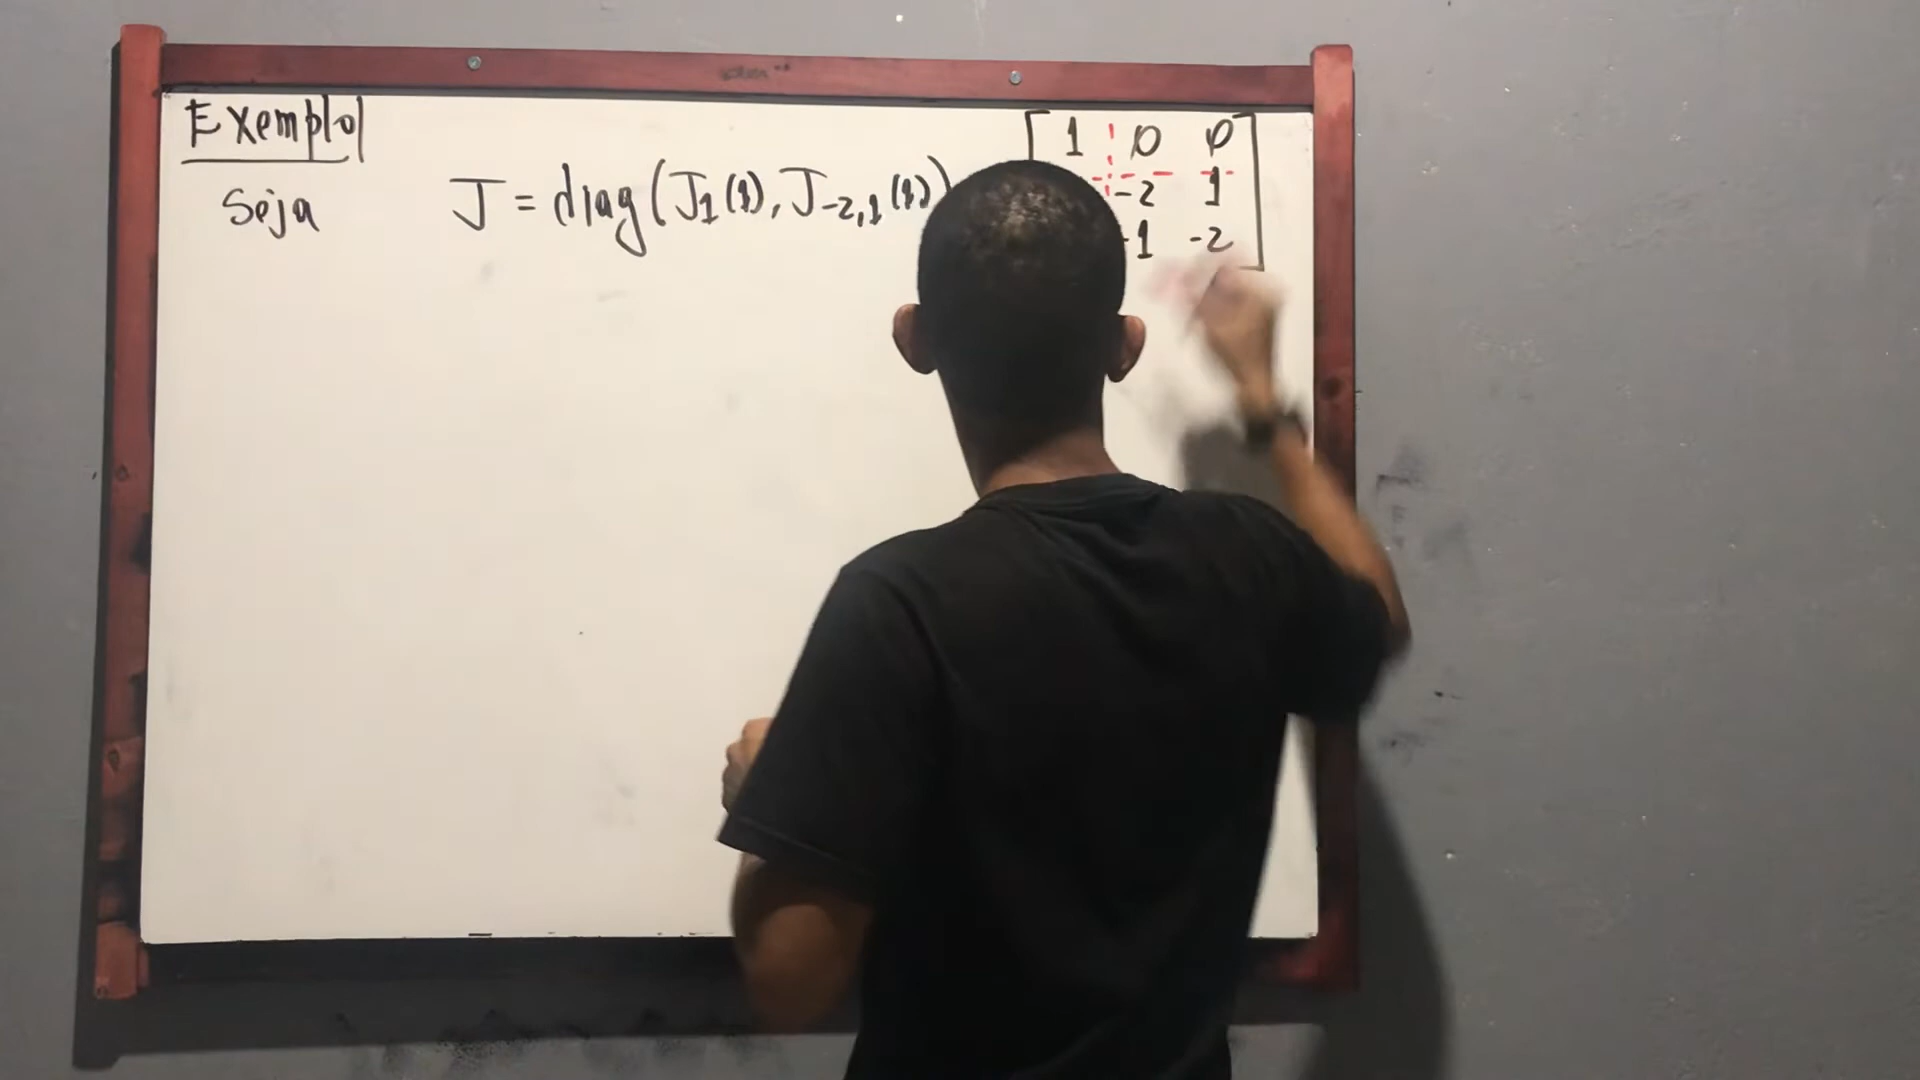 Exemplo
Seja J = diag(J₁(1), J₋₂,₁(1))
1 0 0
-2 1
-1 -2